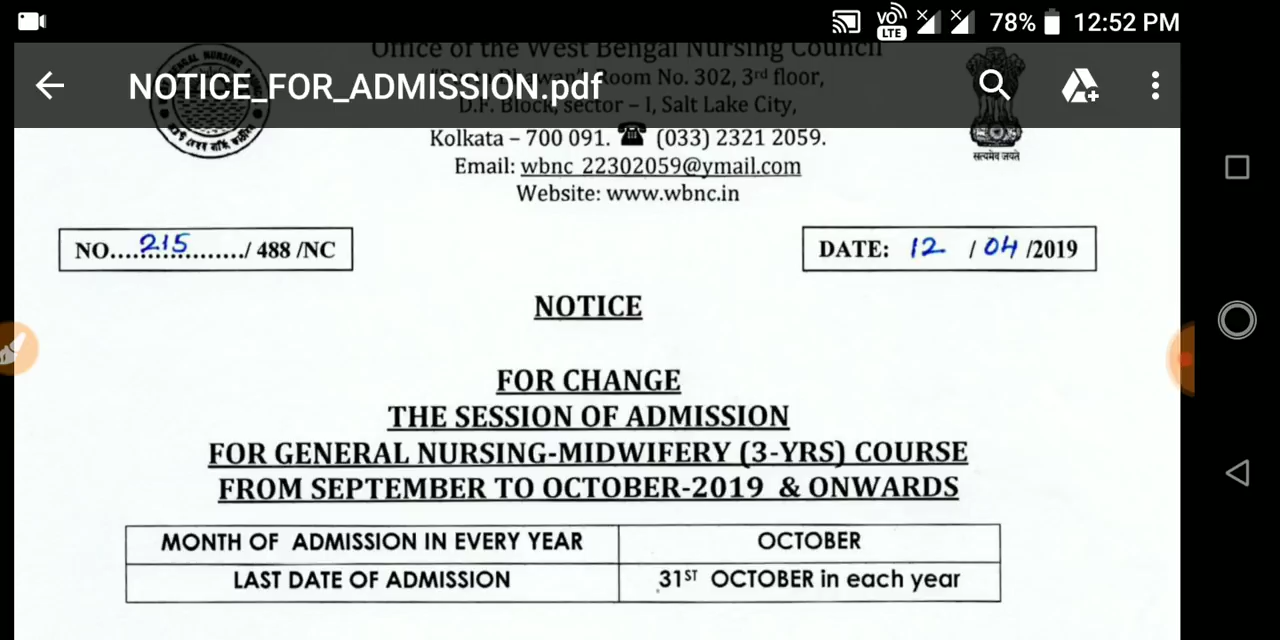 VO LTE 78% 12:52 PM
Office of the West Bengal Nursing Council
NOTICE_FOR_ADMISSION.pdf
Room No. 302, 3rd floor,
D.F. Block, sector – I, Salt Lake City,
Kolkata – 700 091. ☎ (033) 2321 2059.
Email: wbnc_22302059@ymail.com
Website: www.wbnc.in
सत्यमेव जयते
NO....215........../ 488 /NC
DATE: 12 / 04 /2019
NOTICE
FOR CHANGE
THE SESSION OF ADMISSION
FOR GENERAL NURSING-MIDWIFERY (3-YRS) COURSE
FROM SEPTEMBER TO OCTOBER-2019 & ONWARDS
MONTH OF ADMISSION IN EVERY YEAR OCTOBER
LAST DATE OF ADMISSION 31ST OCTOBER in each year